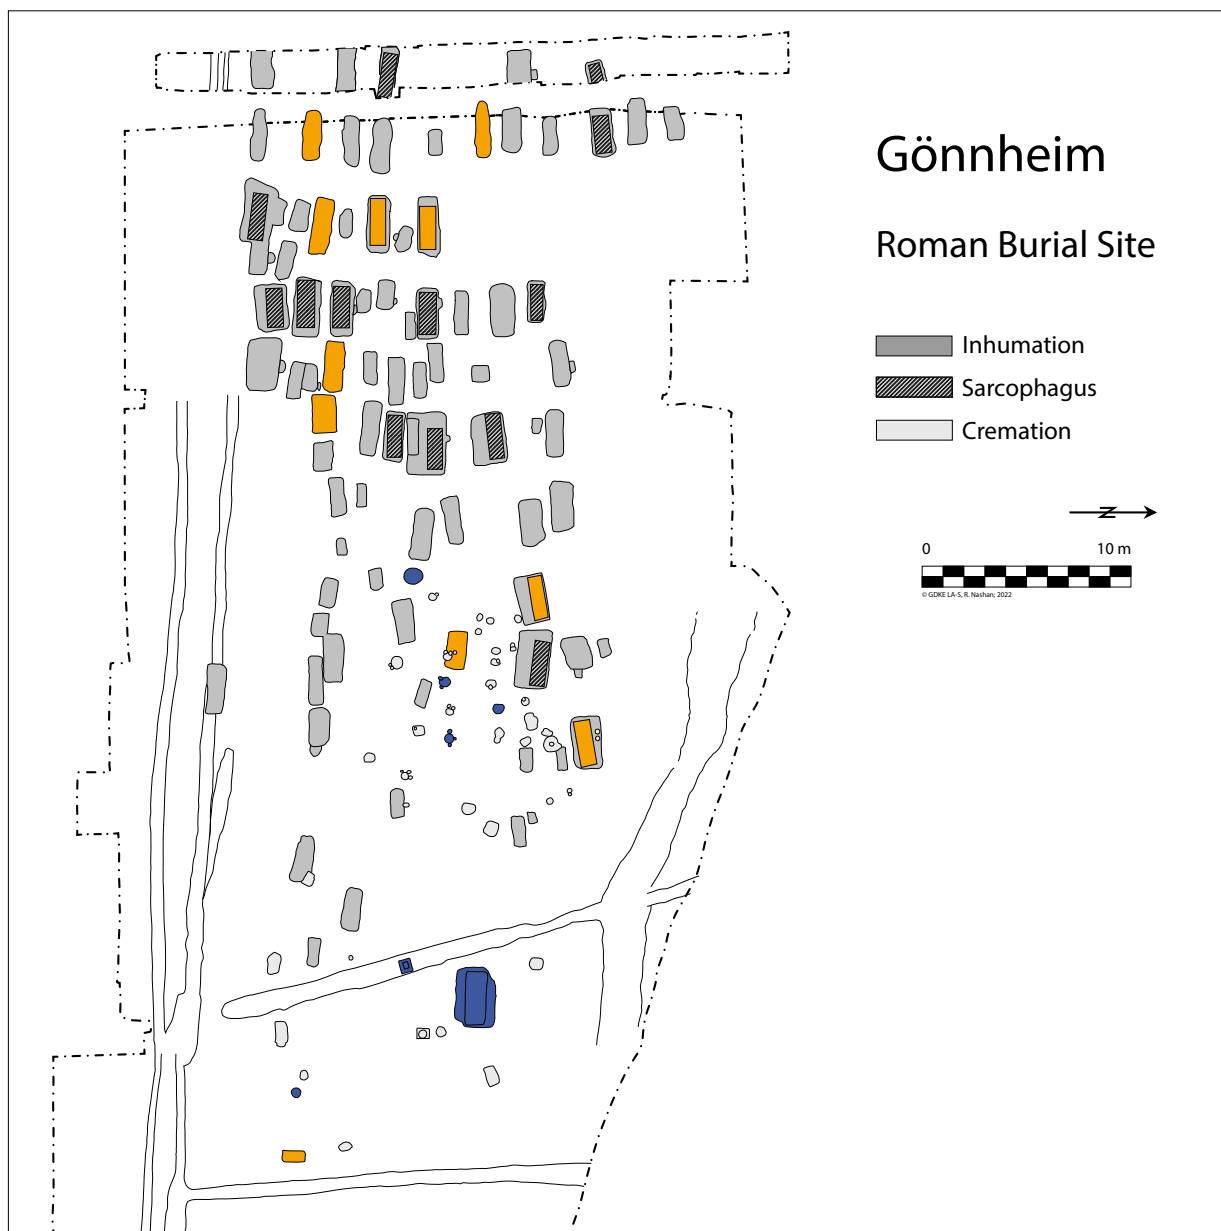 Gönnheim
Roman Burial Site
Inhumation
Sarcophagus
Cremation
N
0 10 m
© GDKE LA-S, R. Nashan; 2022